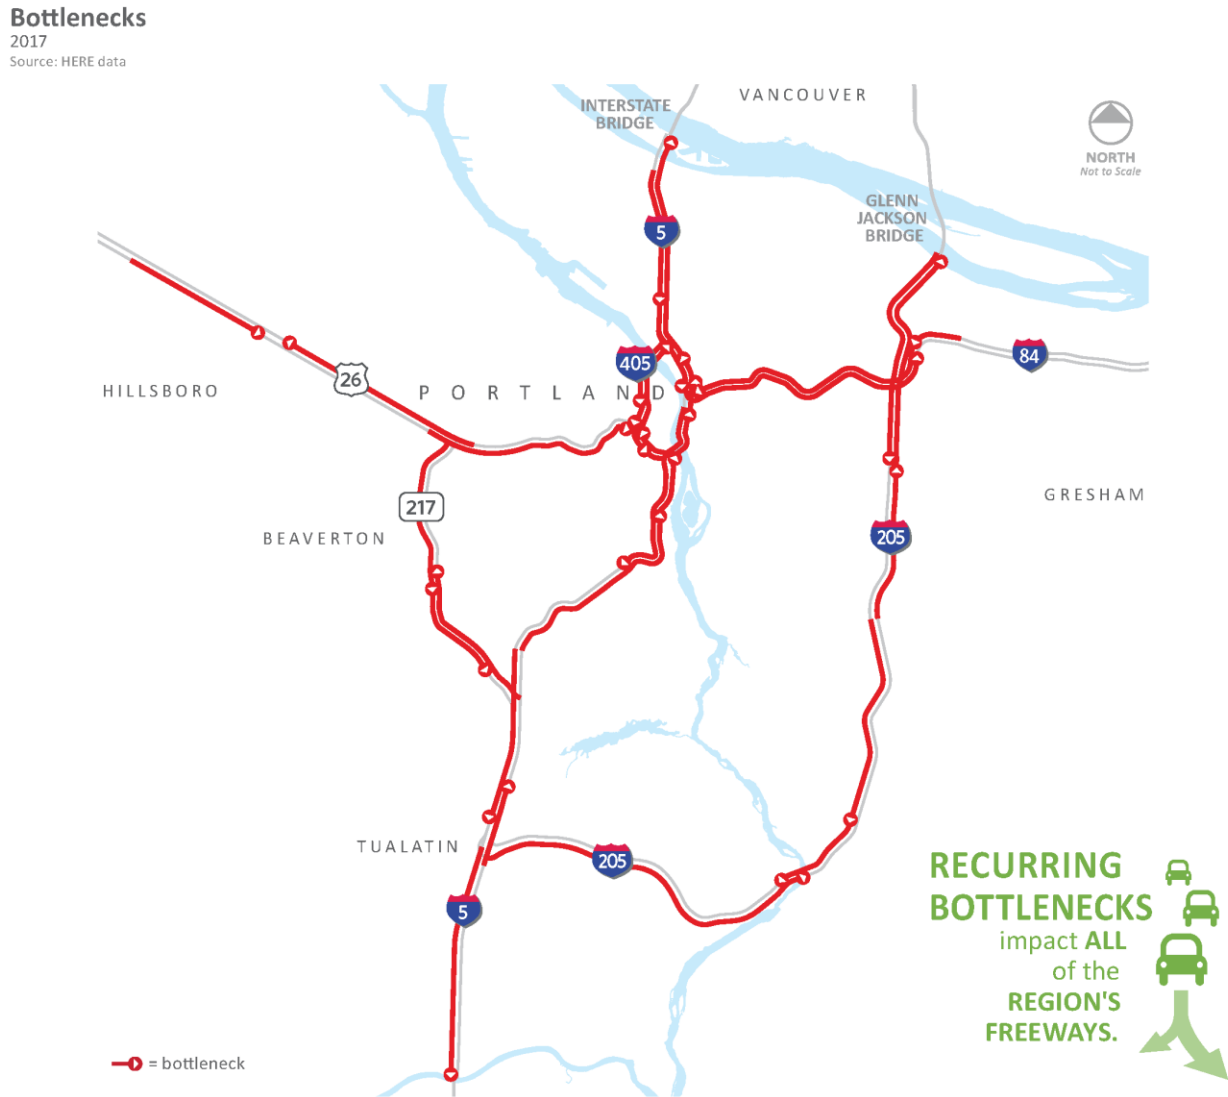 Bottlenecks
2017
Source: HERE data
INTERSTATE
BRIDGE
VANCOUVER
NORTH
Not to Scale
GLENN
JACKSON
BRIDGE
5
405
84
26
HILLSBORO
PORTLAND
217
GRESHAM
BEAVERTON
205
TUALATIN
205
5
RECURRING
BOTTLENECKS
impact ALL
of the
REGION'S
FREEWAYS.
= bottleneck